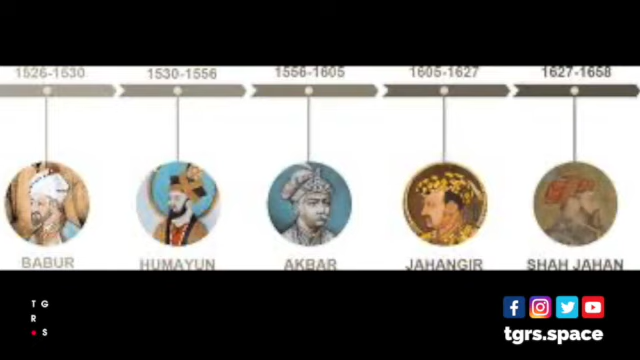 1526-1530 1530-1556 1556-1605 1605-1627 1627-1658
BABUR HUMAYUN AKBAR JAHANGIR SHAH JAHAN
T G
R
S
tgrs.space